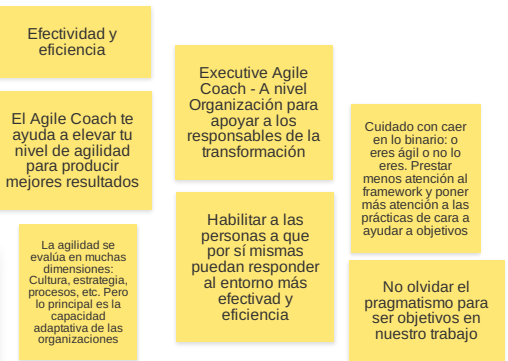 Efectividad y
eficiencia
El Agile Coach te
ayuda a elevar tu
nivel de agilidad
para producir
mejores resultados
La agilidad se
evalúa en muchas
dimensiones:
Cultura, estrategia,
procesos, etc. Pero
lo principal es la
capacidad
adaptativa de las
organizaciones
Executive Agile
Coach - A nivel
Organización para
apoyar a los
responsables de la
transformación
Habilitar a las
personas a que
por sí mismas
puedan responder
al entorno más
efectivad y
eficiencia
Cuidado con caer
en lo binario: o
eres ágil o no lo
eres. Prestar
menos atención al
framework y poner
más atención a las
prácticas de cara a
ayudar a objetivos
No olvidar el
pragmatismo para
ser objetivos en
nuestro trabajo